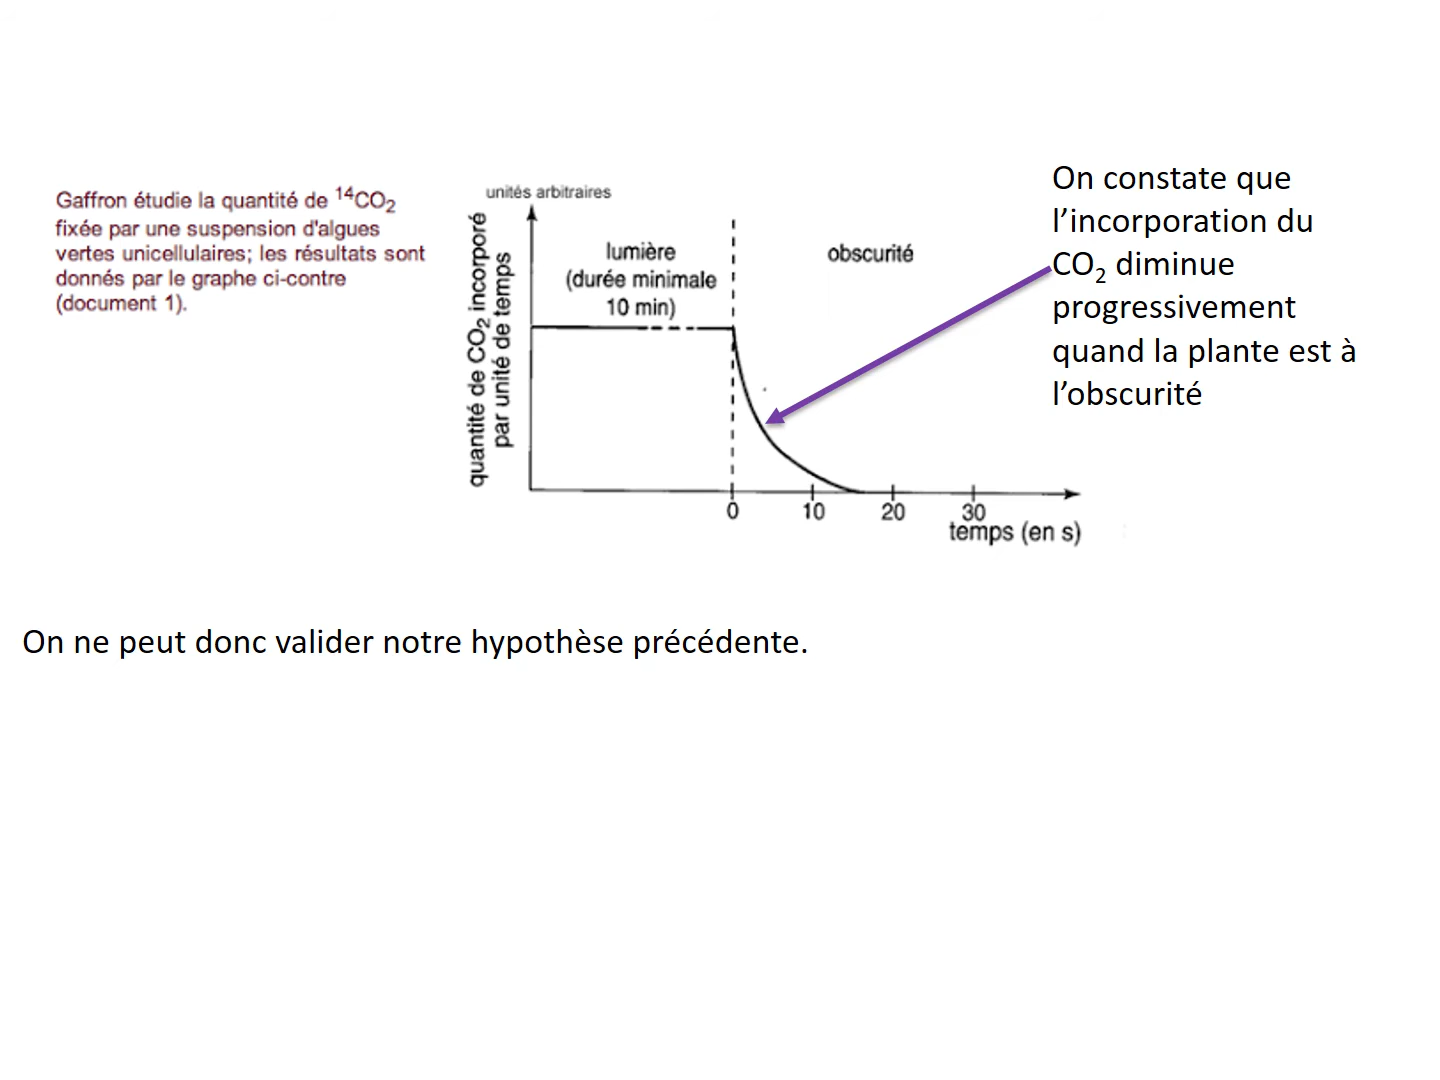 Gaffron étudie la quantité de ¹⁴CO₂
fixée par une suspension d'algues
vertes unicellulaires; les résultats sont
donnés par le graphe ci-contre
(document 1).
unités arbitraires
quantité de CO₂ incorporé
par unité de temps
lumière
(durée minimale
10 min)
obscurité
0
10
20
30
temps (en s)
On constate que
l’incorporation du
CO₂ diminue
progressivement
quand la plante est à
l’obscurité
On ne peut donc valider notre hypothèse précédente.